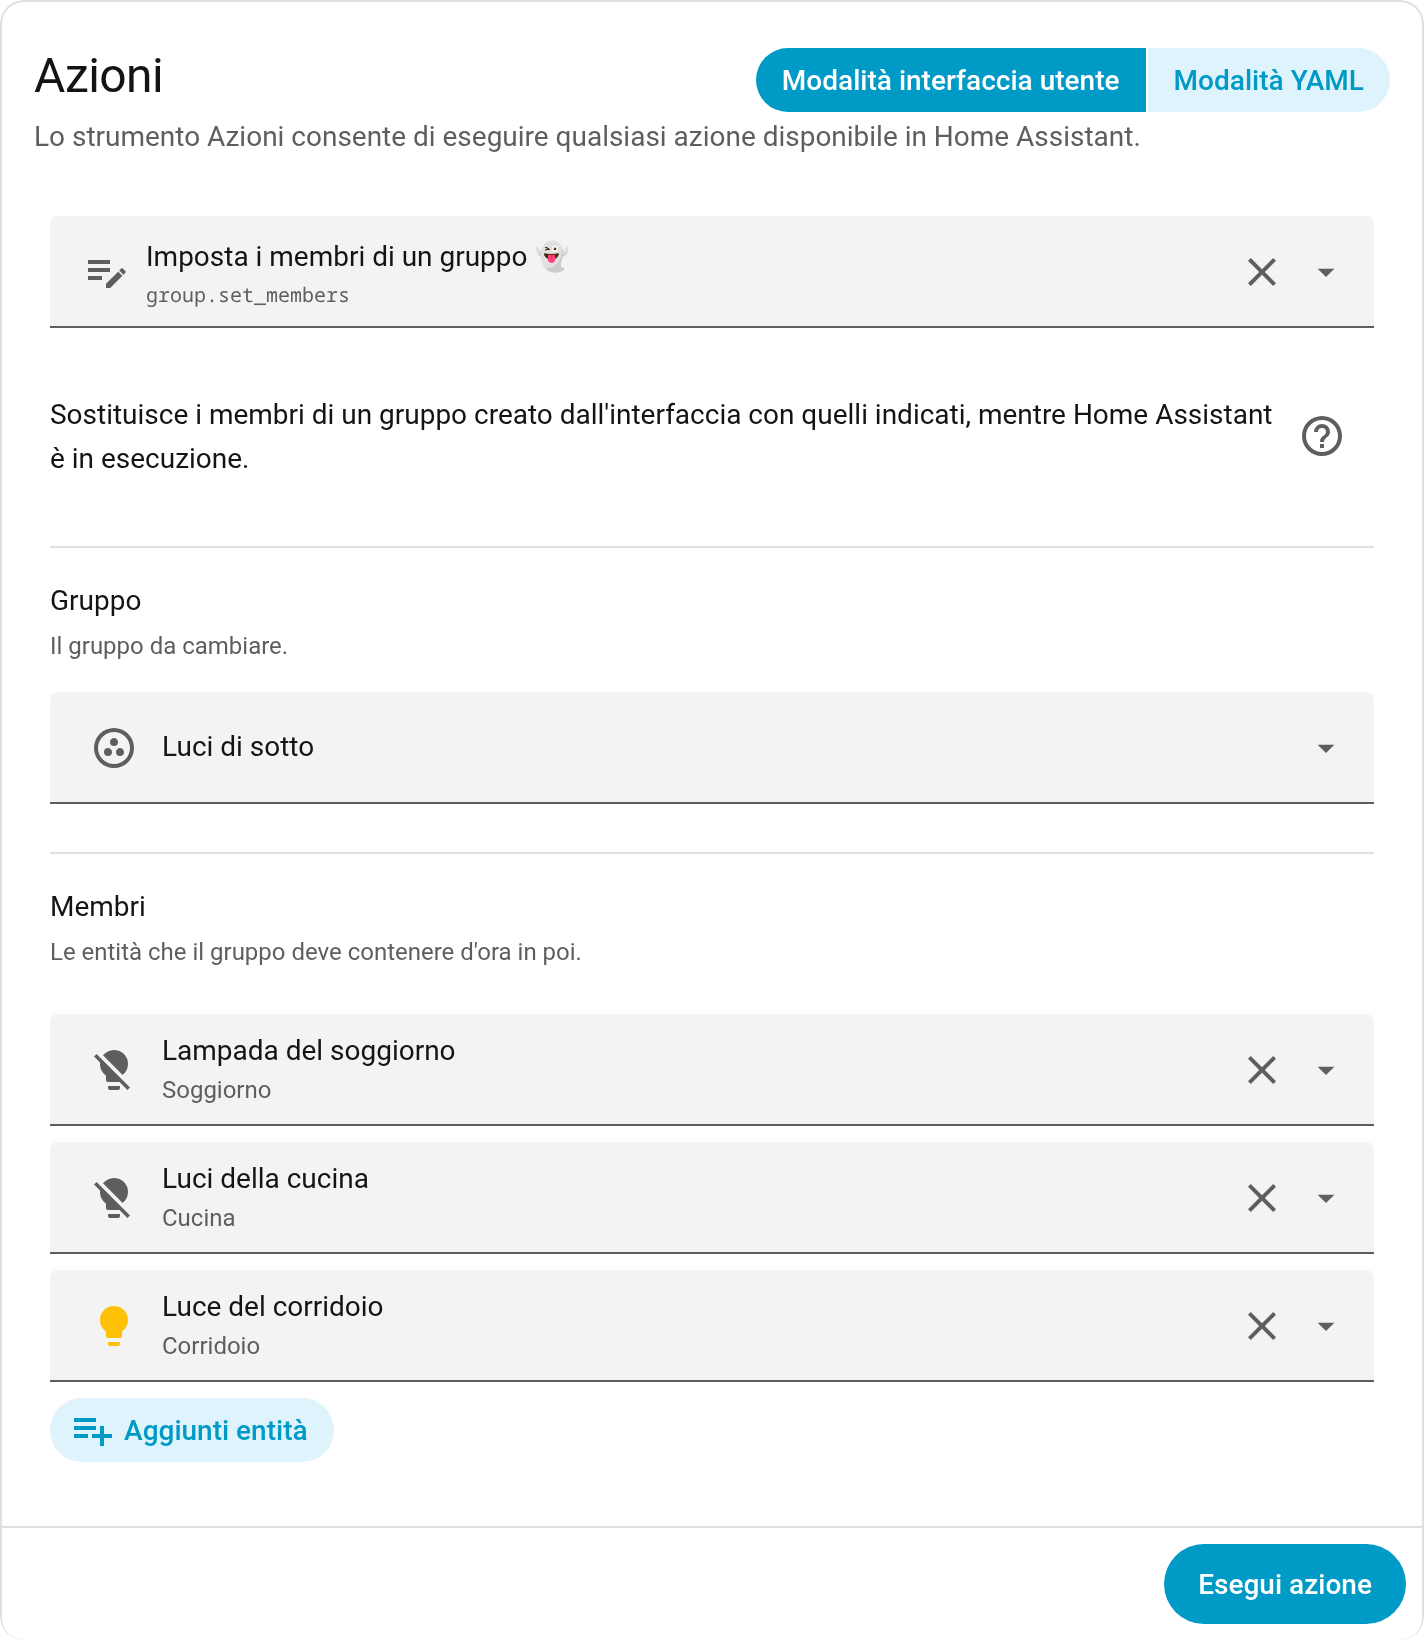 Azioni
Modalità interfaccia utente
Modalità YAML
Lo strumento Azioni consente di eseguire qualsiasi azione disponibile in Home Assistant.
Imposta i membri di un gruppo 👻
group.set_members
Sostituisce i membri di un gruppo creato dall'interfaccia con quelli indicati, mentre Home Assistant
è in esecuzione.
Gruppo
Il gruppo da cambiare.
Luci di sotto
Membri
Le entità che il gruppo deve contenere d'ora in poi.
Lampada del soggiorno
Soggiorno
Luci della cucina
Cucina
Luce del corridoio
Corridoio
Aggiunti entità
Esegui azione